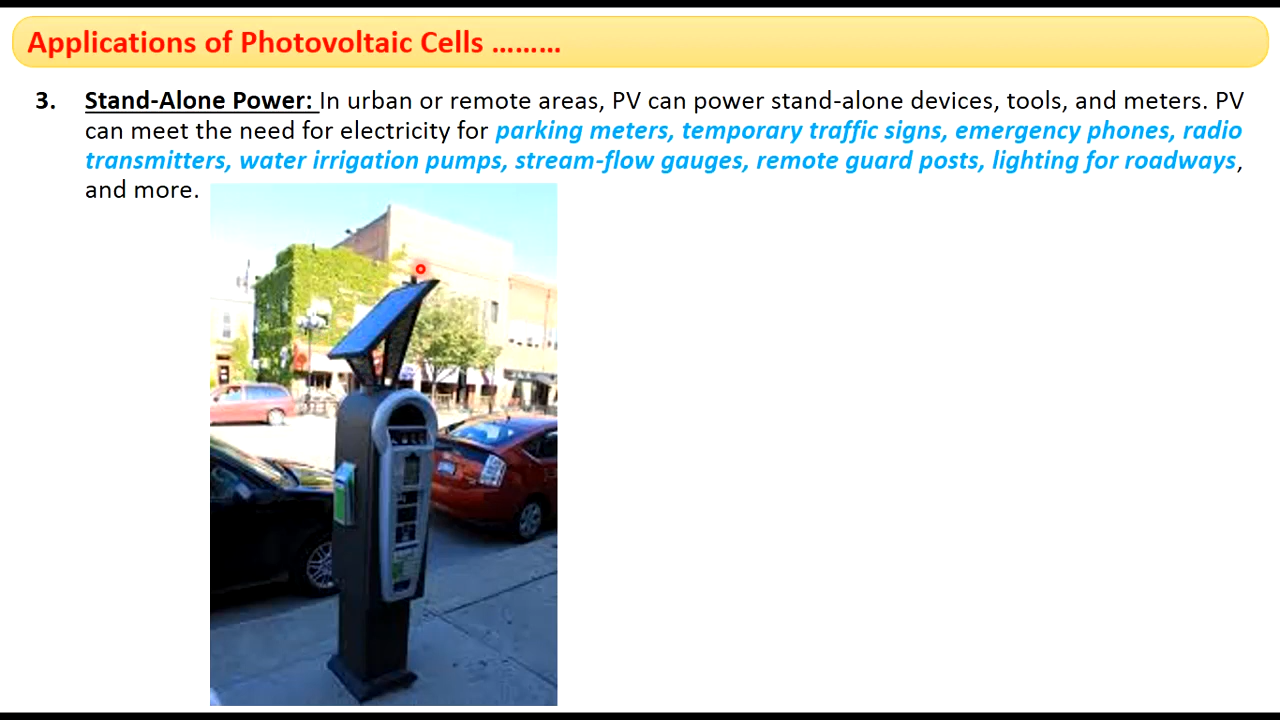 Applications of Photovoltaic Cells .........
3. Stand-Alone Power: In urban or remote areas, PV can power stand-alone devices, tools, and meters. PV
can meet the need for electricity for parking meters, temporary traffic signs, emergency phones, radio
transmitters, water irrigation pumps, stream-flow gauges, remote guard posts, lighting for roadways,
and more.